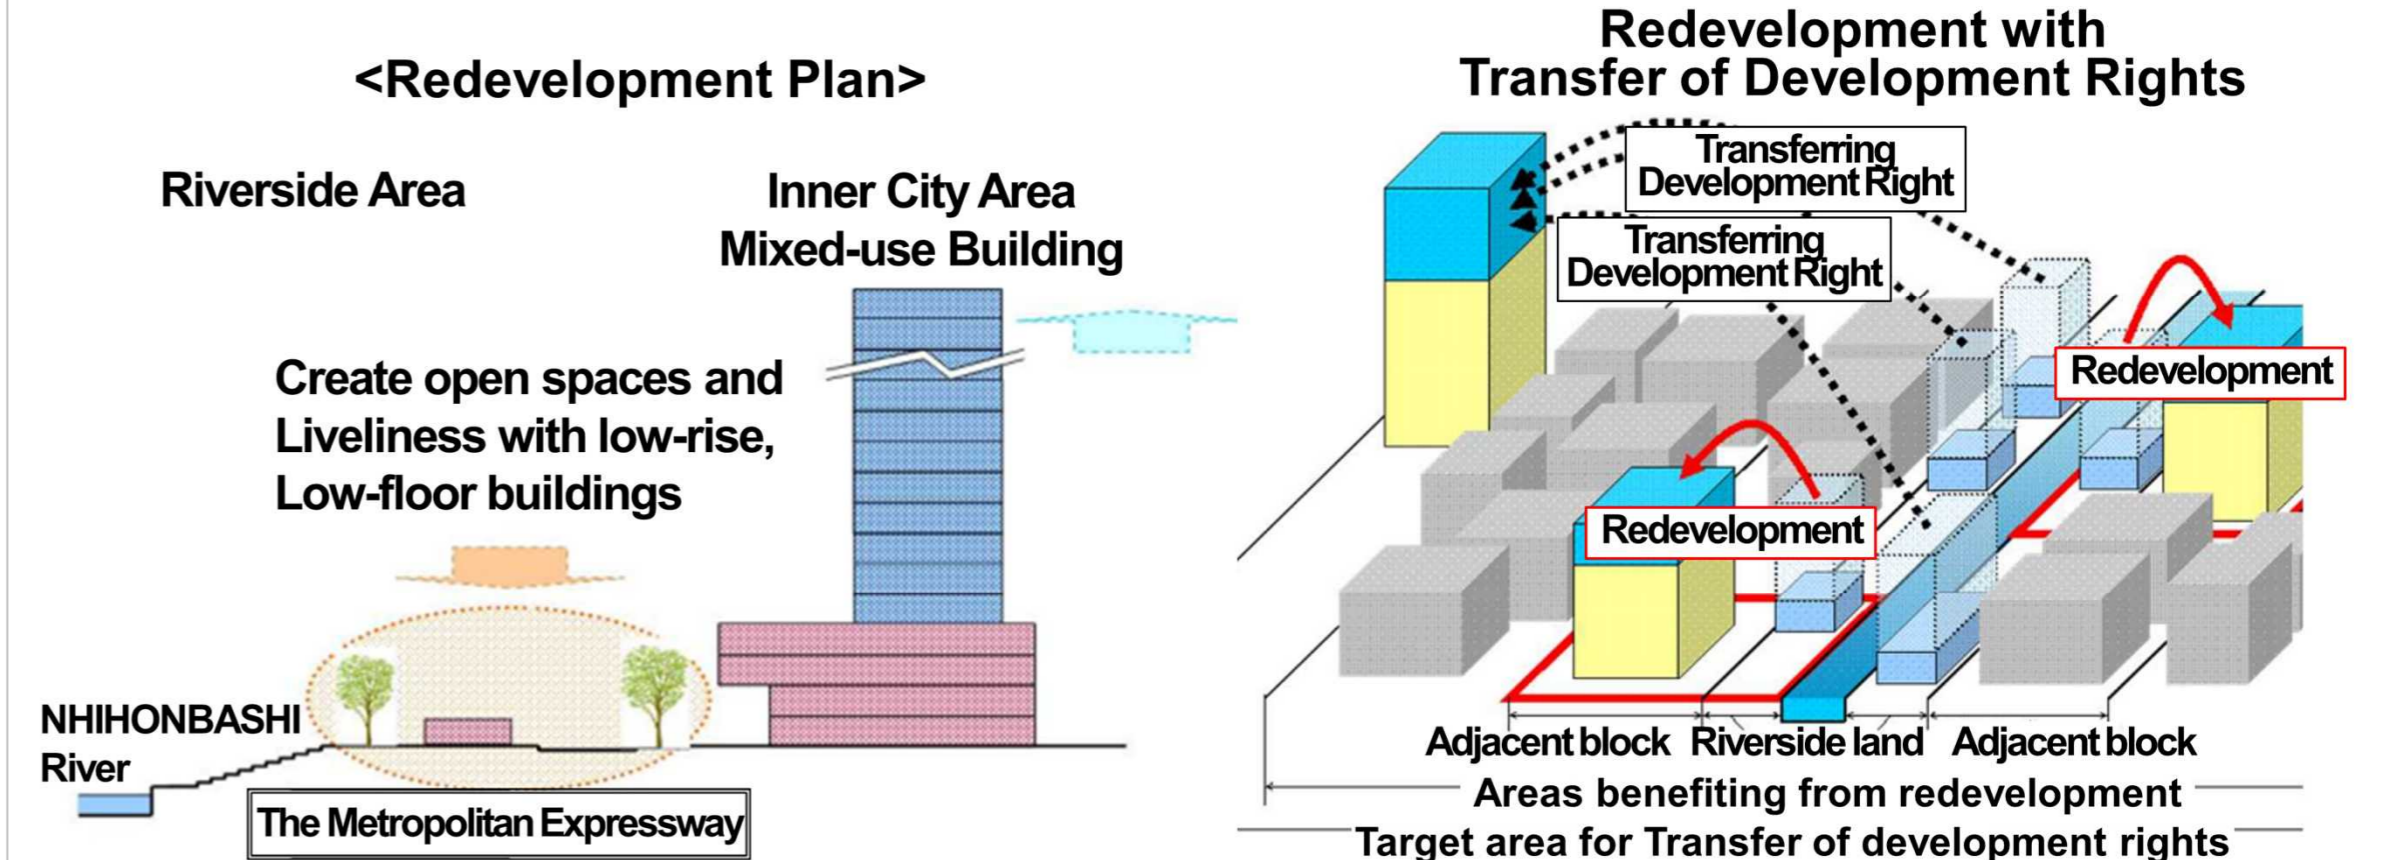 <Redevelopment Plan>
Riverside Area
Inner City Area
Mixed-use Building
Create open spaces and
Liveliness with low-rise,
Low-floor buildings
NHIHONBASHI
River
The Metropolitan Expressway
Redevelopment with
Transfer of Development Rights
Transferring
Development Right
Transferring
Development Right
Redevelopment
Redevelopment
Adjacent block
Riverside land
Adjacent block
Areas benefiting from redevelopment
Target area for Transfer of development rights